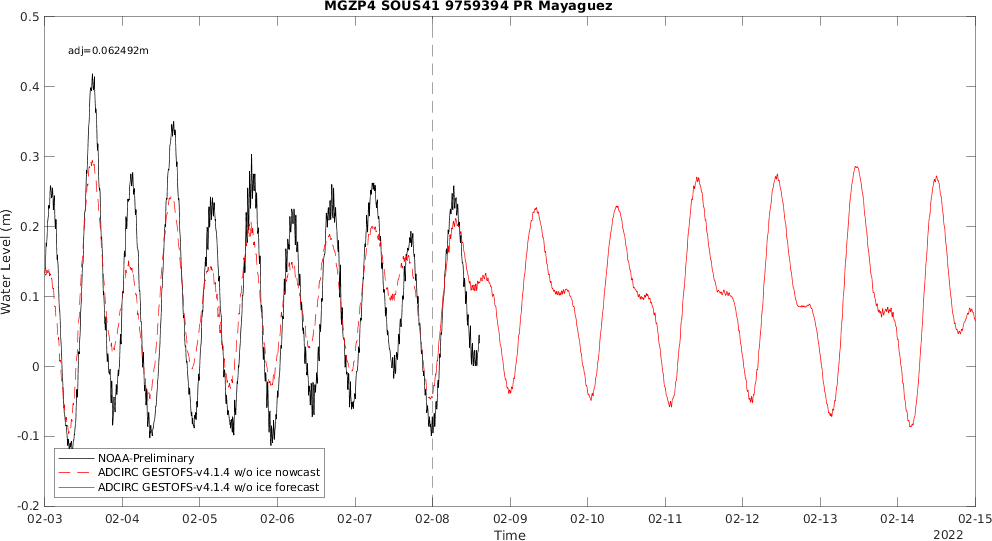 MGZP4 SOUS41 9759394 PR Mayaguez
adj=0.062492m
0.5
0.4
0.3
0.2
0.1
0
-0.1
-0.2
Water Level (m)
NOAA-Preliminary
ADCIRC GESTOFS-v4.1.4 w/o ice nowcast
ADCIRC GESTOFS-v4.1.4 w/o ice forecast
02-03 02-04 02-05 02-06 02-07 02-08 02-09 02-10 02-11 02-12 02-13 02-14 02-15
Time
2022